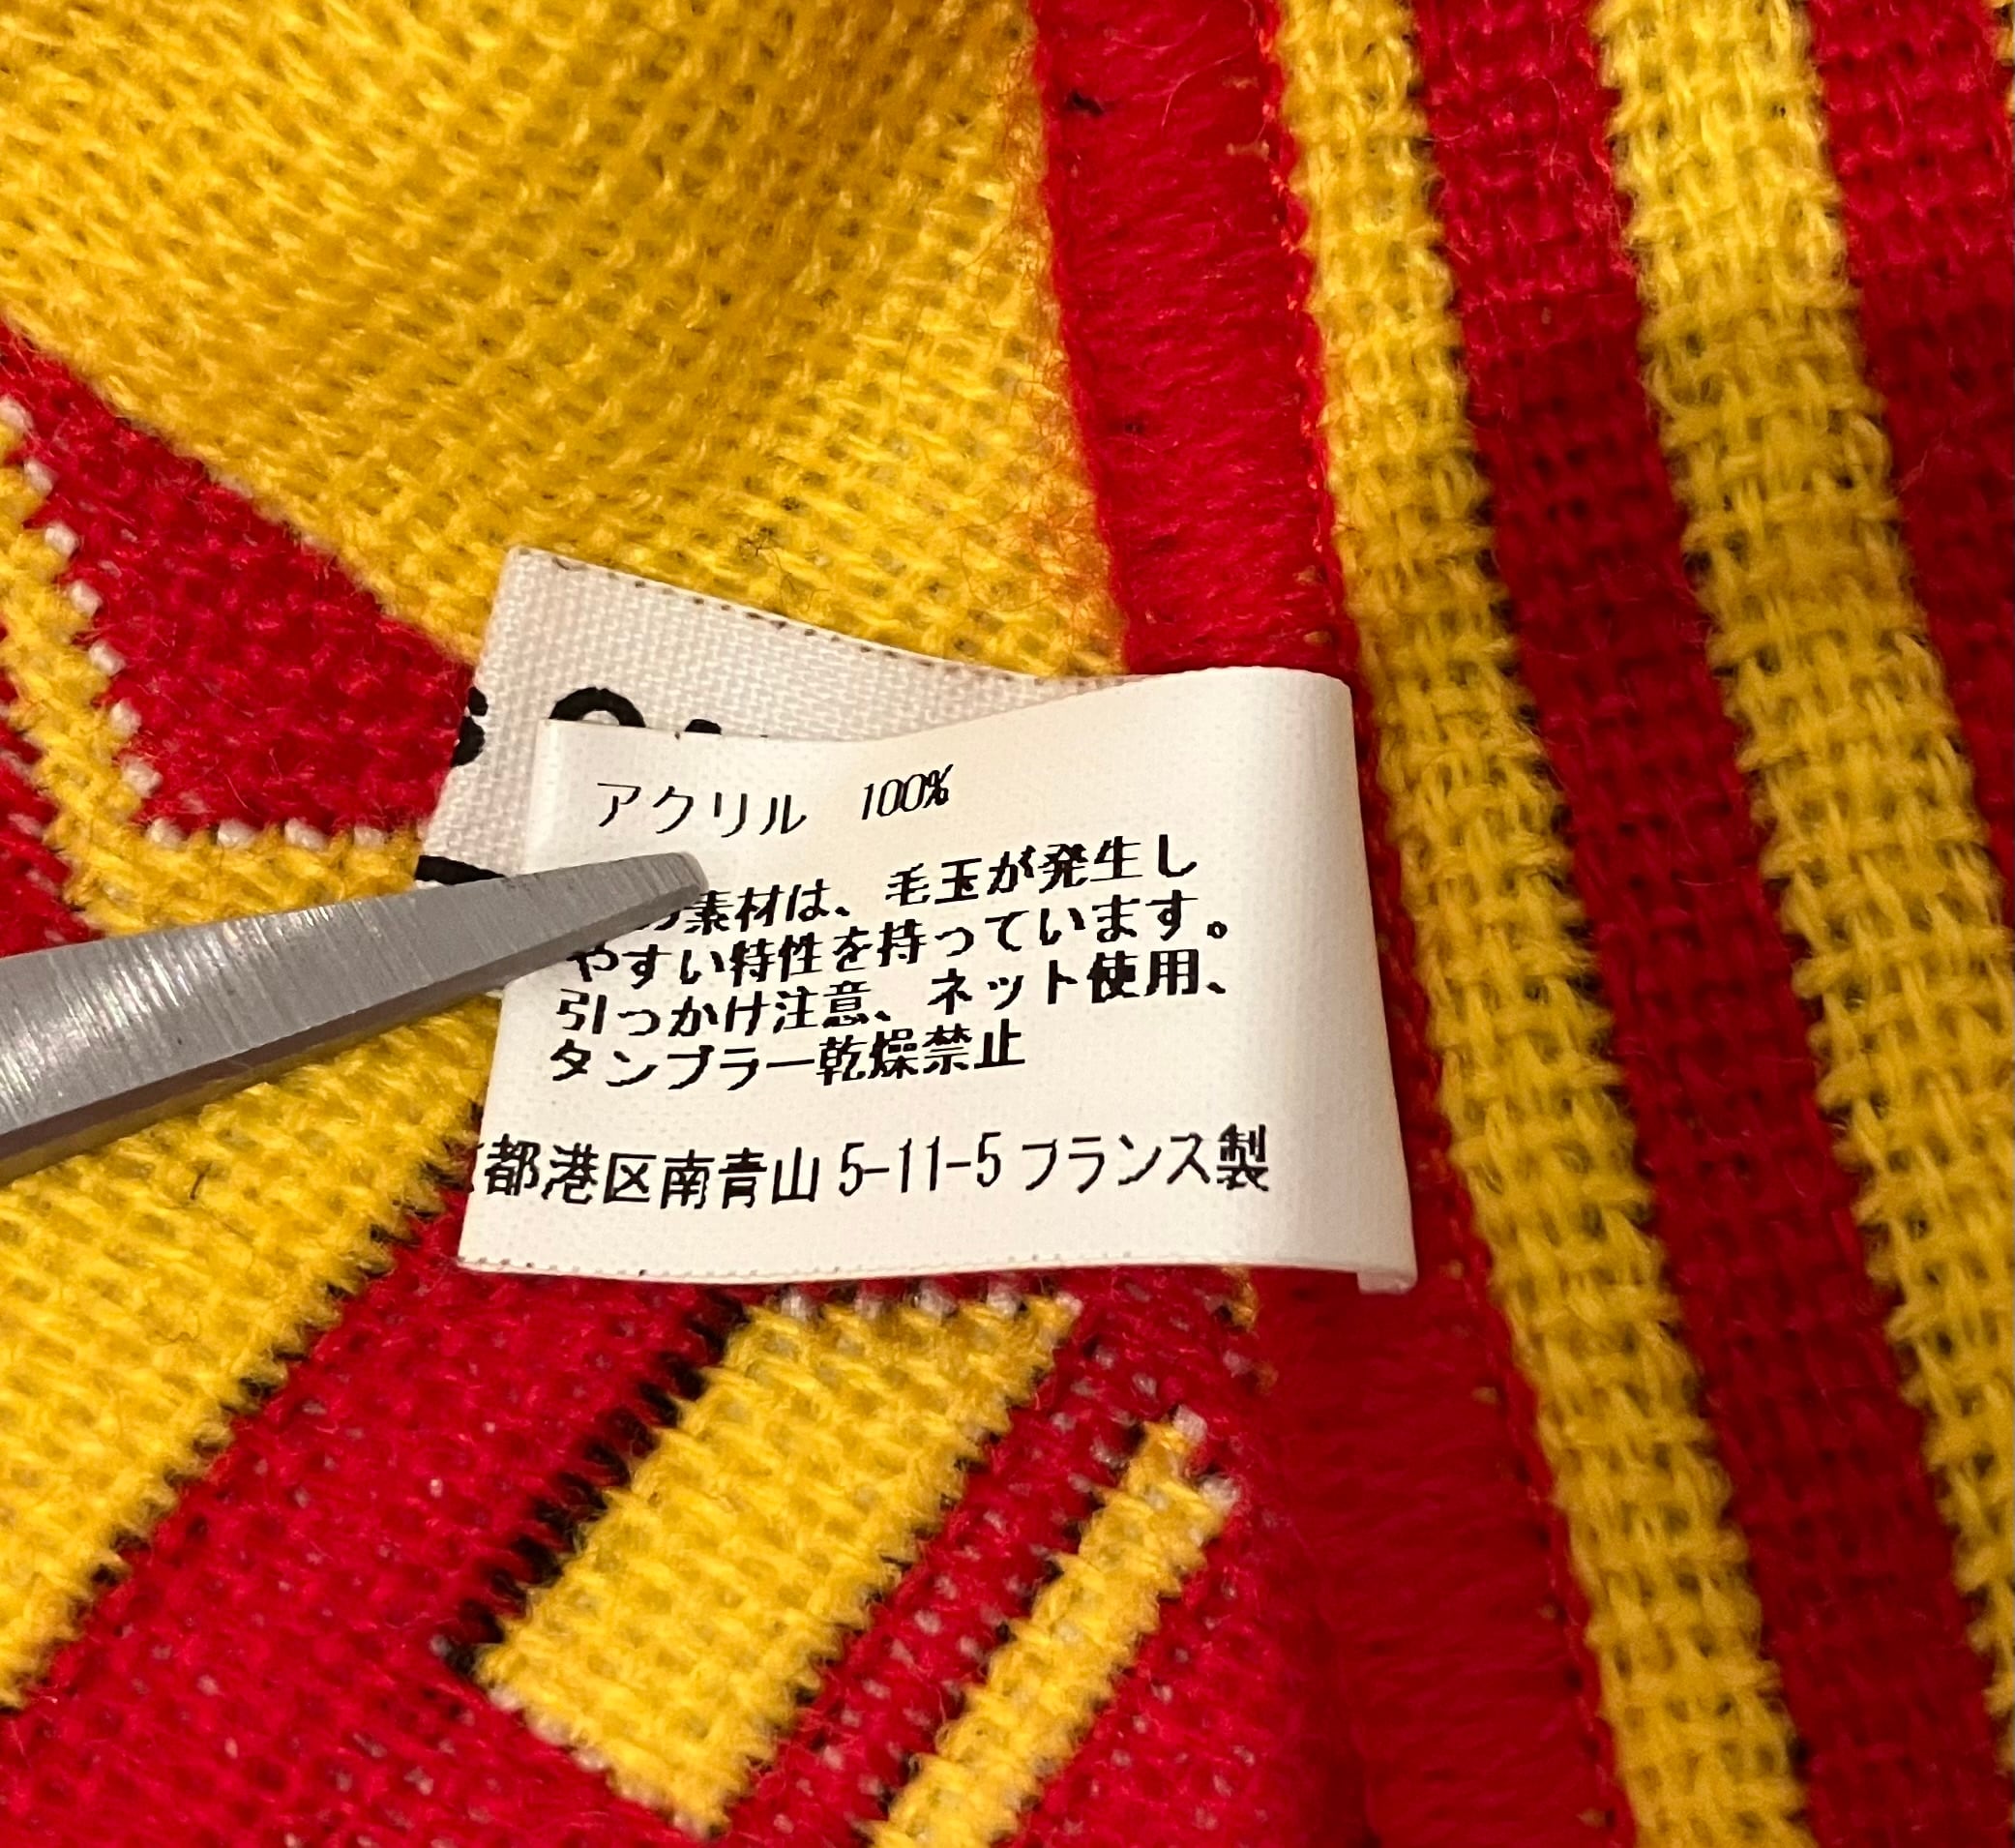 アクリル 100%
素材は、毛玉が発生し
やすい特性を持っています。
引っかけ注意、ネット使用、
タンブラー乾燥禁止
都港区南青山 5-11-5 フランス製